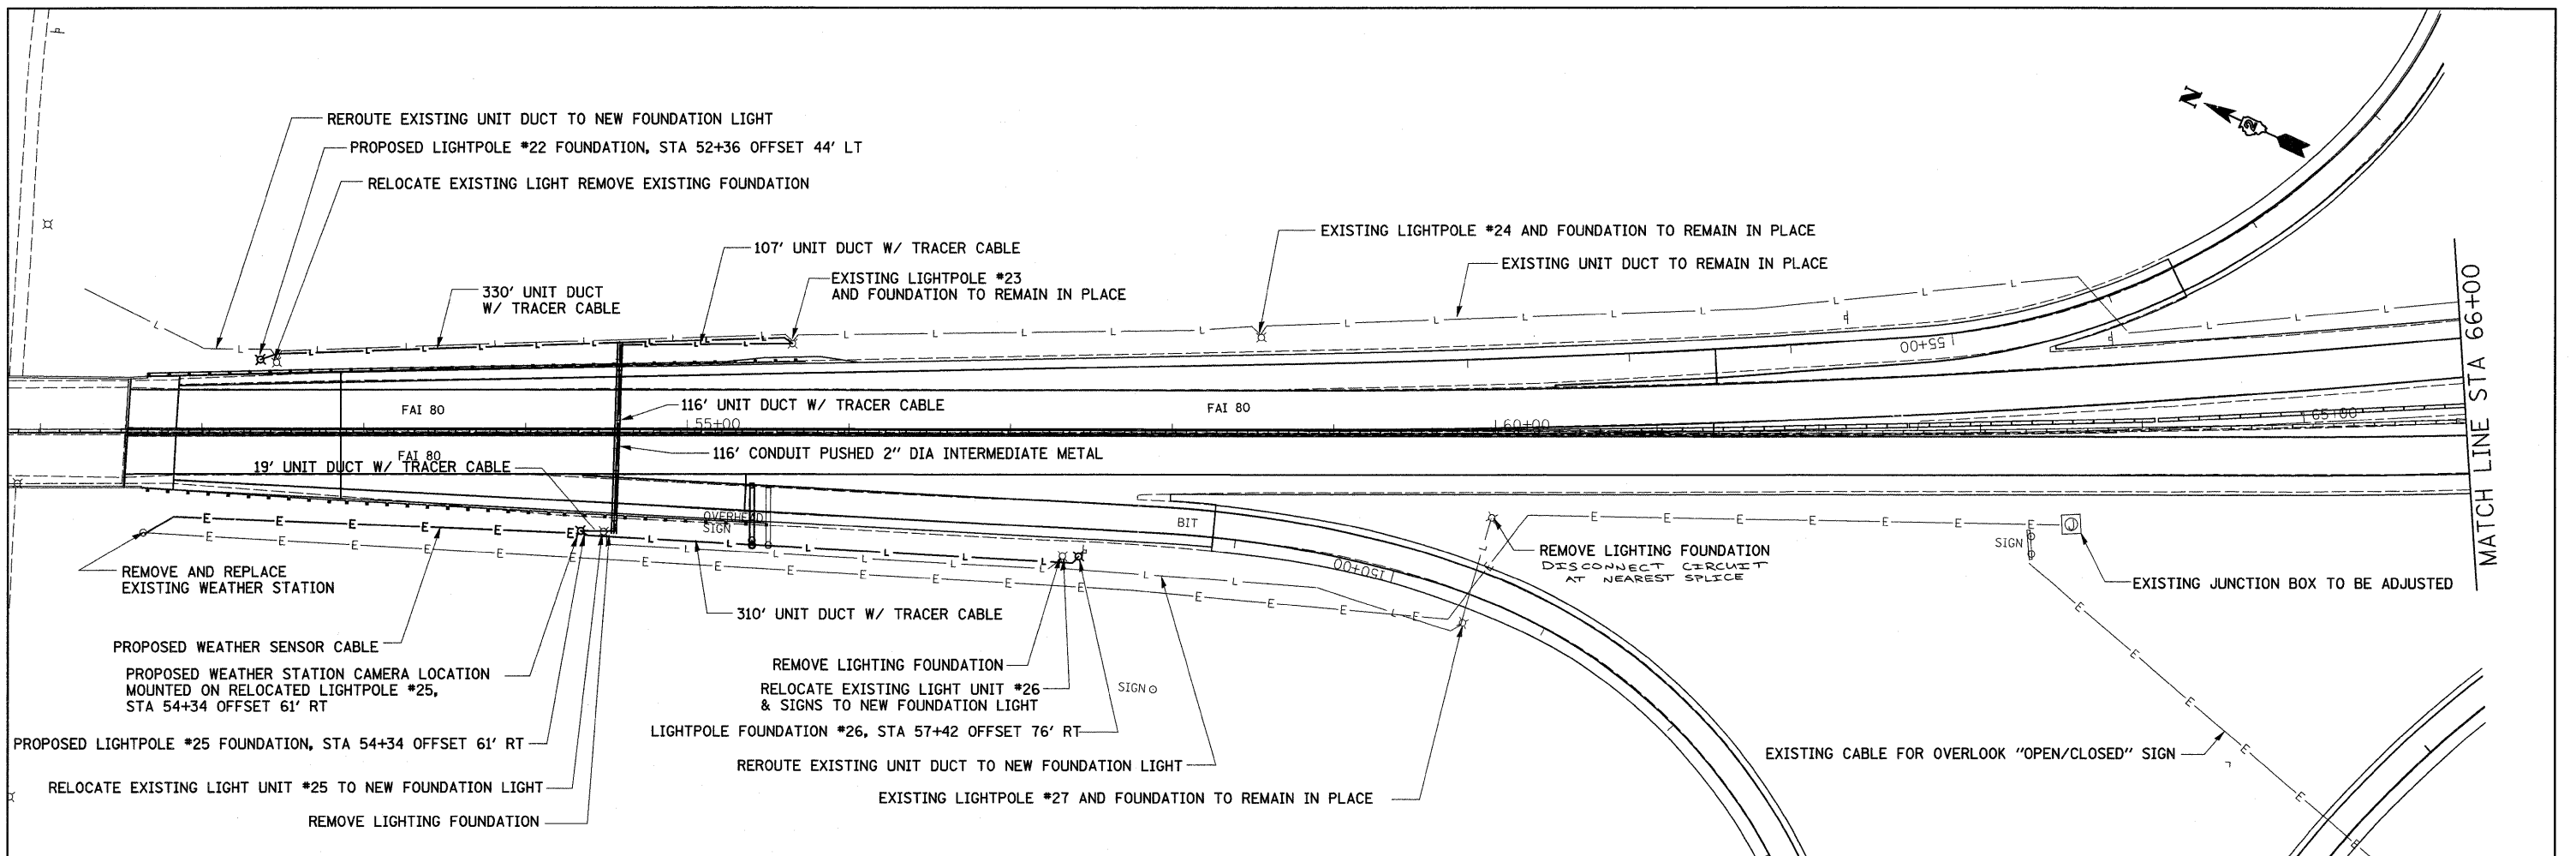 REROUTE EXISTING UNIT DUCT TO NEW FOUNDATION LIGHT
PROPOSED LIGHTPOLE #22 FOUNDATION, STA 52+36 OFFSET 44' LT
RELOCATE EXISTING LIGHT REMOVE EXISTING FOUNDATION
N
107' UNIT DUCT W/ TRACER CABLE
EXISTING LIGHTPOLE #24 AND FOUNDATION TO REMAIN IN PLACE
EXISTING UNIT DUCT TO REMAIN IN PLACE
330' UNIT DUCT
W/ TRACER CABLE
EXISTING LIGHTPOLE #23
AND FOUNDATION TO REMAIN IN PLACE
55+00
MATCH LINE STA 66+00
FAI 80
116' UNIT DUCT W/ TRACER CABLE
FAI 80
55+00
60+00
65+00
FAI 80
116' CONDUIT PUSHED 2" DIA INTERMEDIATE METAL
19' UNIT DUCT W/ TRACER CABLE
OVERHEAD
SIGN
BIT
150+00
SIGN
REMOVE LIGHTING FOUNDATION
DISCONNECT CIRCUIT
AT NEAREST SPLICE
REMOVE AND REPLACE
EXISTING WEATHER STATION
EXISTING JUNCTION BOX TO BE ADJUSTED
310' UNIT DUCT W/ TRACER CABLE
PROPOSED WEATHER SENSOR CABLE
PROPOSED WEATHER STATION CAMERA LOCATION
MOUNTED ON RELOCATED LIGHTPOLE #25,
STA 54+34 OFFSET 61' RT
REMOVE LIGHTING FOUNDATION
RELOCATE EXISTING LIGHT UNIT #26
& SIGNS TO NEW FOUNDATION LIGHT
SIGN
LIGHTPOLE FOUNDATION #26, STA 57+42 OFFSET 76' RT
PROPOSED LIGHTPOLE #25 FOUNDATION, STA 54+34 OFFSET 61' RT
EXISTING CABLE FOR OVERLOOK "OPEN/CLOSED" SIGN
REROUTE EXISTING UNIT DUCT TO NEW FOUNDATION LIGHT
RELOCATE EXISTING LIGHT UNIT #25 TO NEW FOUNDATION LIGHT
EXISTING LIGHTPOLE #27 AND FOUNDATION TO REMAIN IN PLACE
REMOVE LIGHTING FOUNDATION